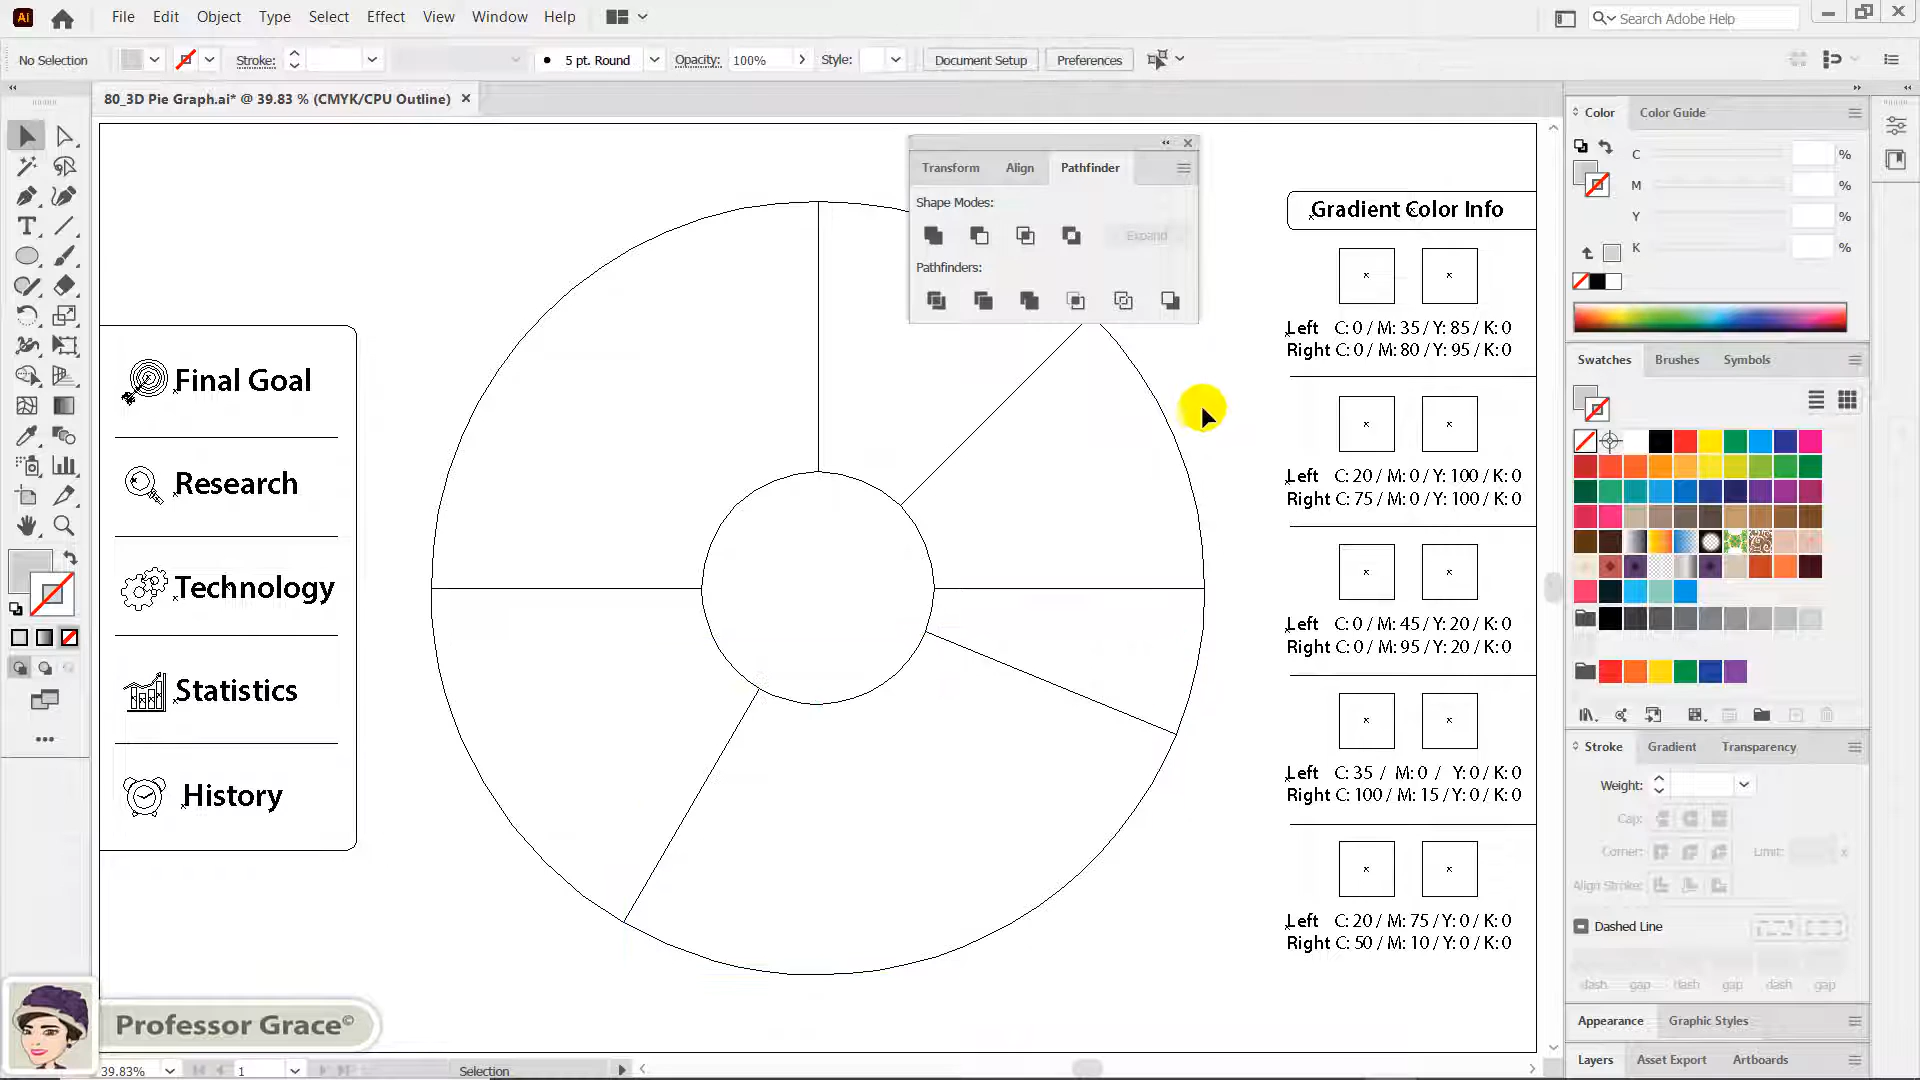 Ai File Edit Object Type Select Effect View Window Help Search Adobe Help
No Selection Stroke: 5 pt. Round Opacity: 100% Style: Document Setup Preferences
80_3D Pie Graph.ai* @ 39.83 % (CMYK/CPU Outline)
Transform Align Pathfinder
Shape Modes:
Expand
Pathfinders:
Final Goal
Research
Technology
Statistics
History
Gradient Color Info
Left C: 0 / M: 35 / Y: 85 / K: 0
Right C: 0 / M: 80 / Y: 95 / K: 0
Left C: 20 / M: 0 / Y: 100 / K: 0
Right C: 75 / M: 0 / Y: 100 / K: 0
Left C: 0 / M: 45 / Y: 20 / K: 0
Right C: 0 / M: 95 / Y: 20 / K: 0
Left C: 35 / M: 0 / Y: 0 / K: 0
Right C: 100 / M: 15 / Y: 0 / K: 0
Left C: 20 / M: 75 / Y: 0 / K: 0
Right C: 50 / M: 10 / Y: 0 / K: 0
Color Color Guide
C %
M %
Y %
K %
Swatches Brushes Symbols
Stroke Gradient Transparency
Weight:
Cap:
Corner: Limit: x
Align Stroke:
Dashed Line
dash gap dash gap dash gap
Appearance Graphic Styles
Layers Asset Export Artboards
Professor Grace©
39.83% 1 Selection